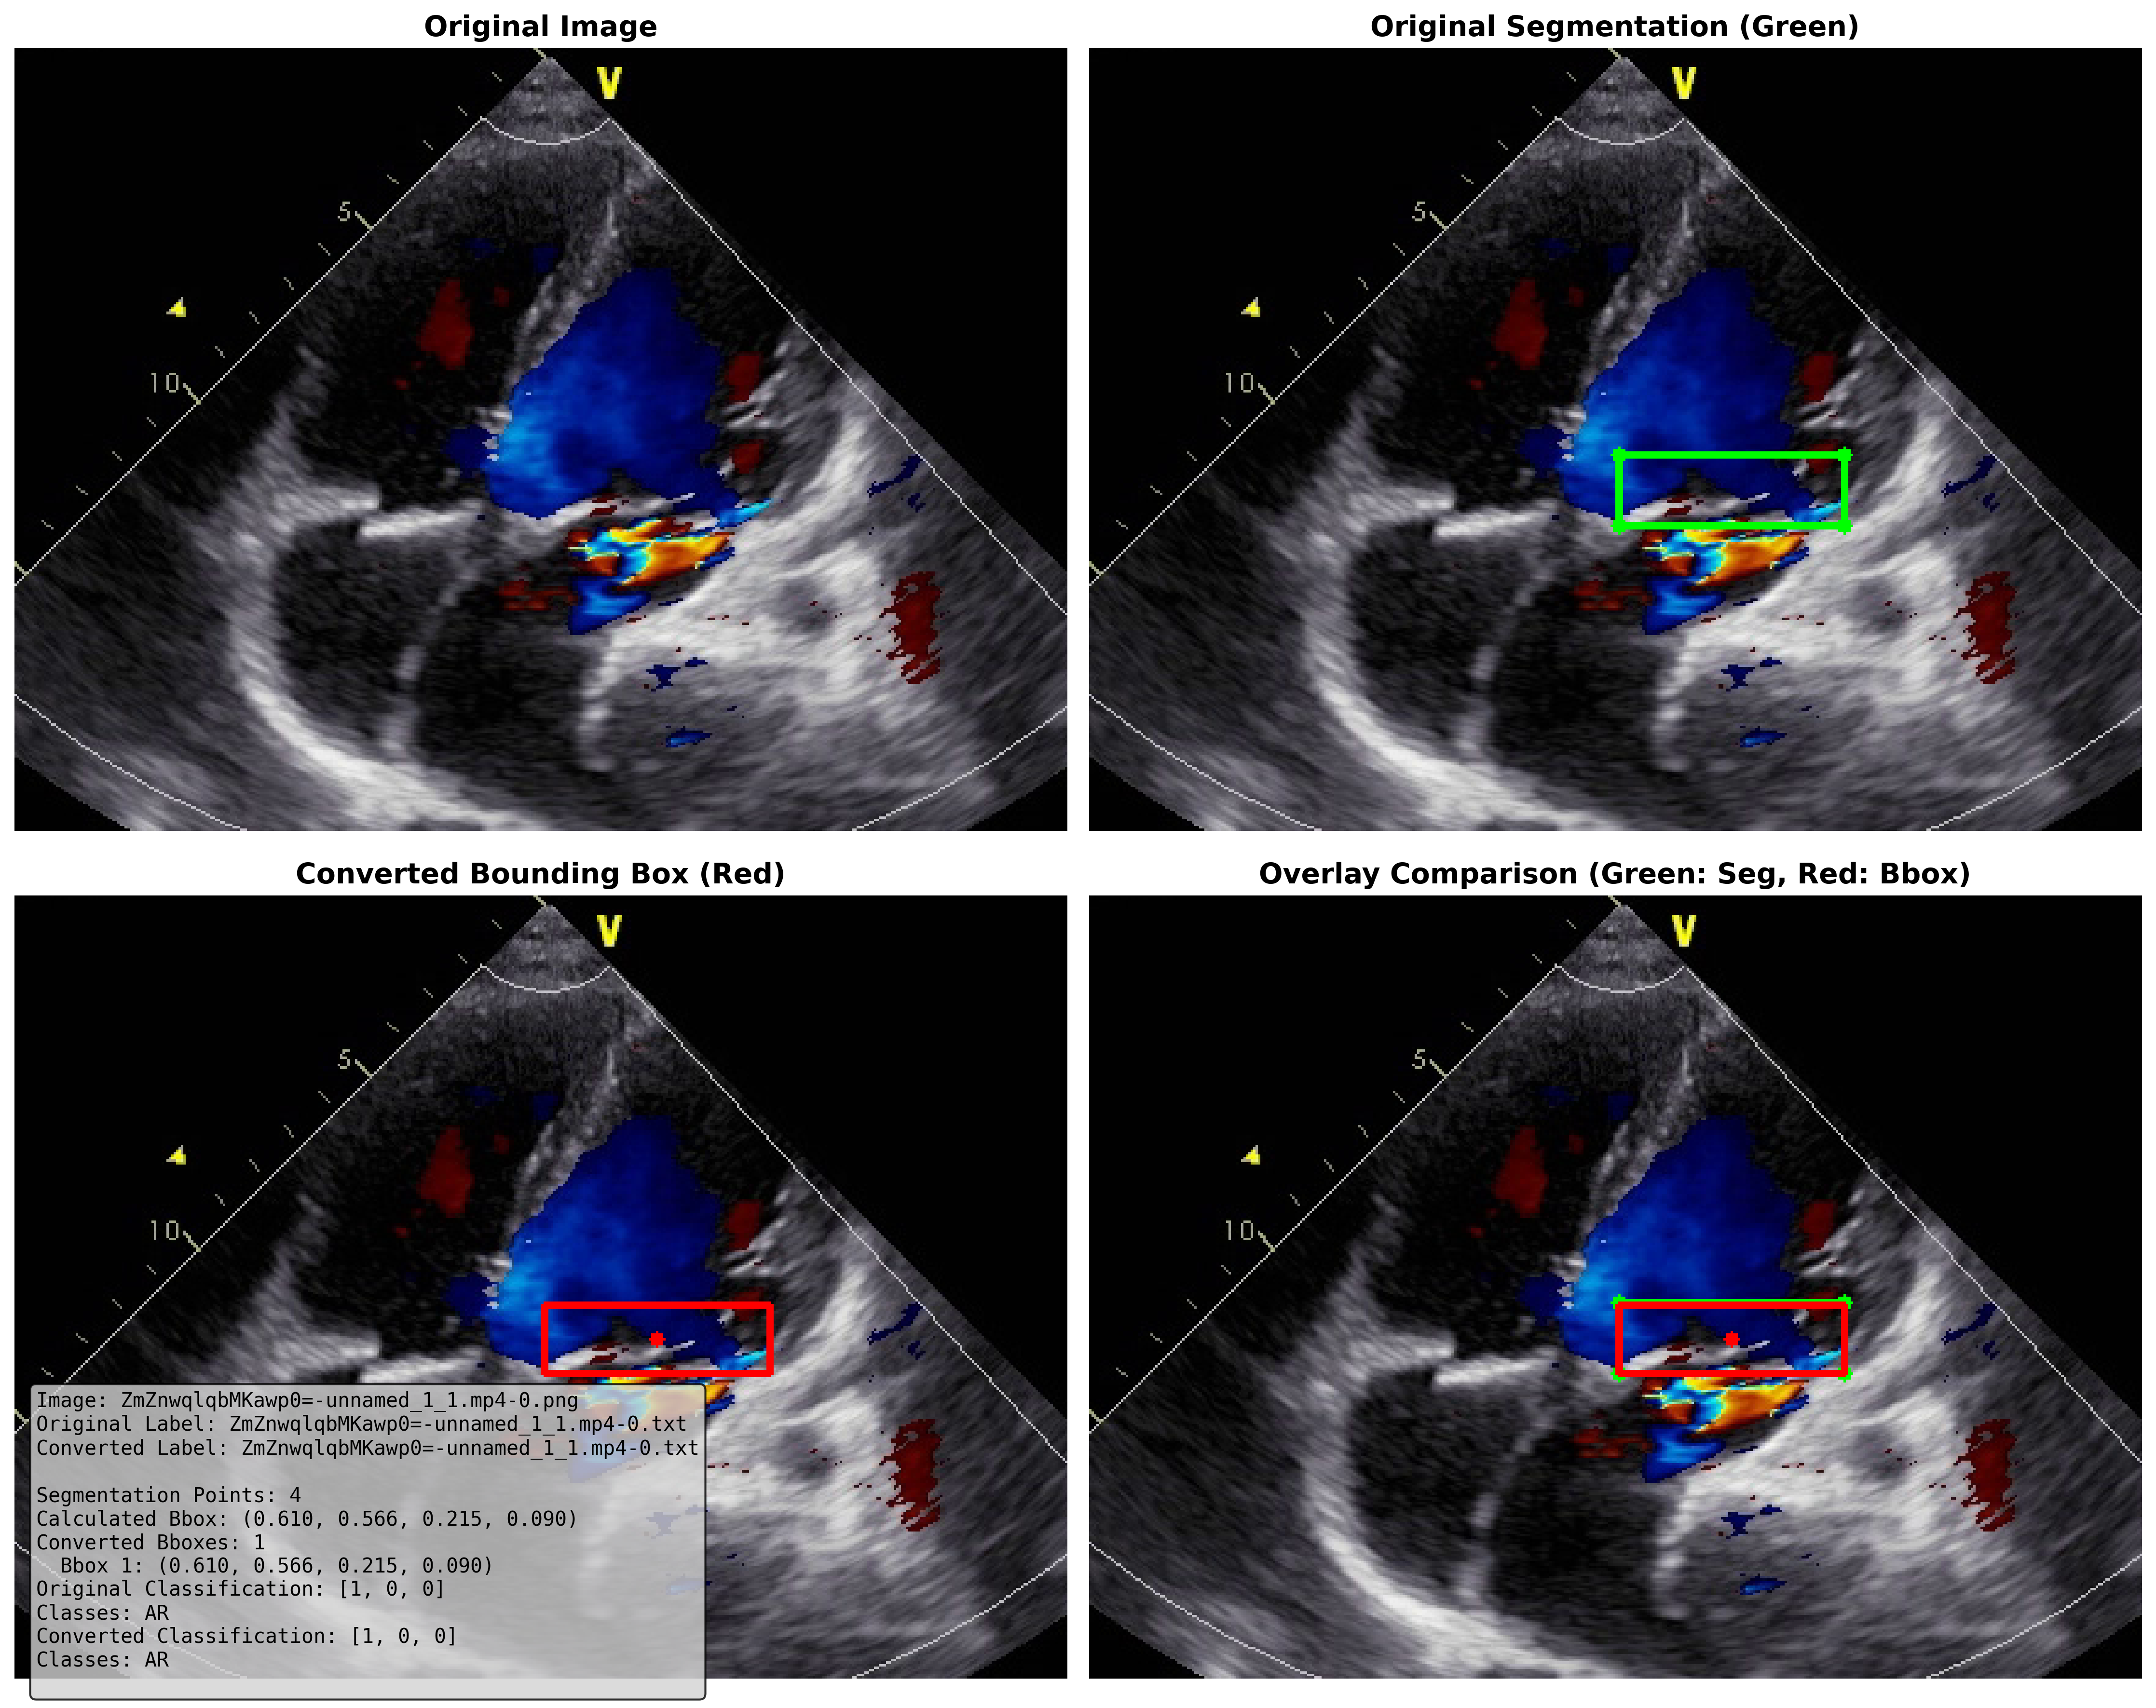 Original Image
Original Segmentation (Green)
V
5
10
V
5
10
Converted Bounding Box (Red)
Overlay Comparison (Green: Seg, Red: Bbox)
V
5
10
V
5
10
Image: ZmZnwqlqbMKawp0=-unnamed_1_1.mp4-0.png
Original Label: ZmZnwqlqbMKawp0=-unnamed_1_1.mp4-0.txt
Converted Label: ZmZnwqlqbMKawp0=-unnamed_1_1.mp4-0.txt
Segmentation Points: 4
Calculated Bbox: (0.610, 0.566, 0.215, 0.090)
Converted Bboxes: 1
Bbox 1: (0.610, 0.566, 0.215, 0.090)
Original Classification: [1, 0, 0]
Classes: AR
Converted Classification: [1, 0, 0]
Classes: AR